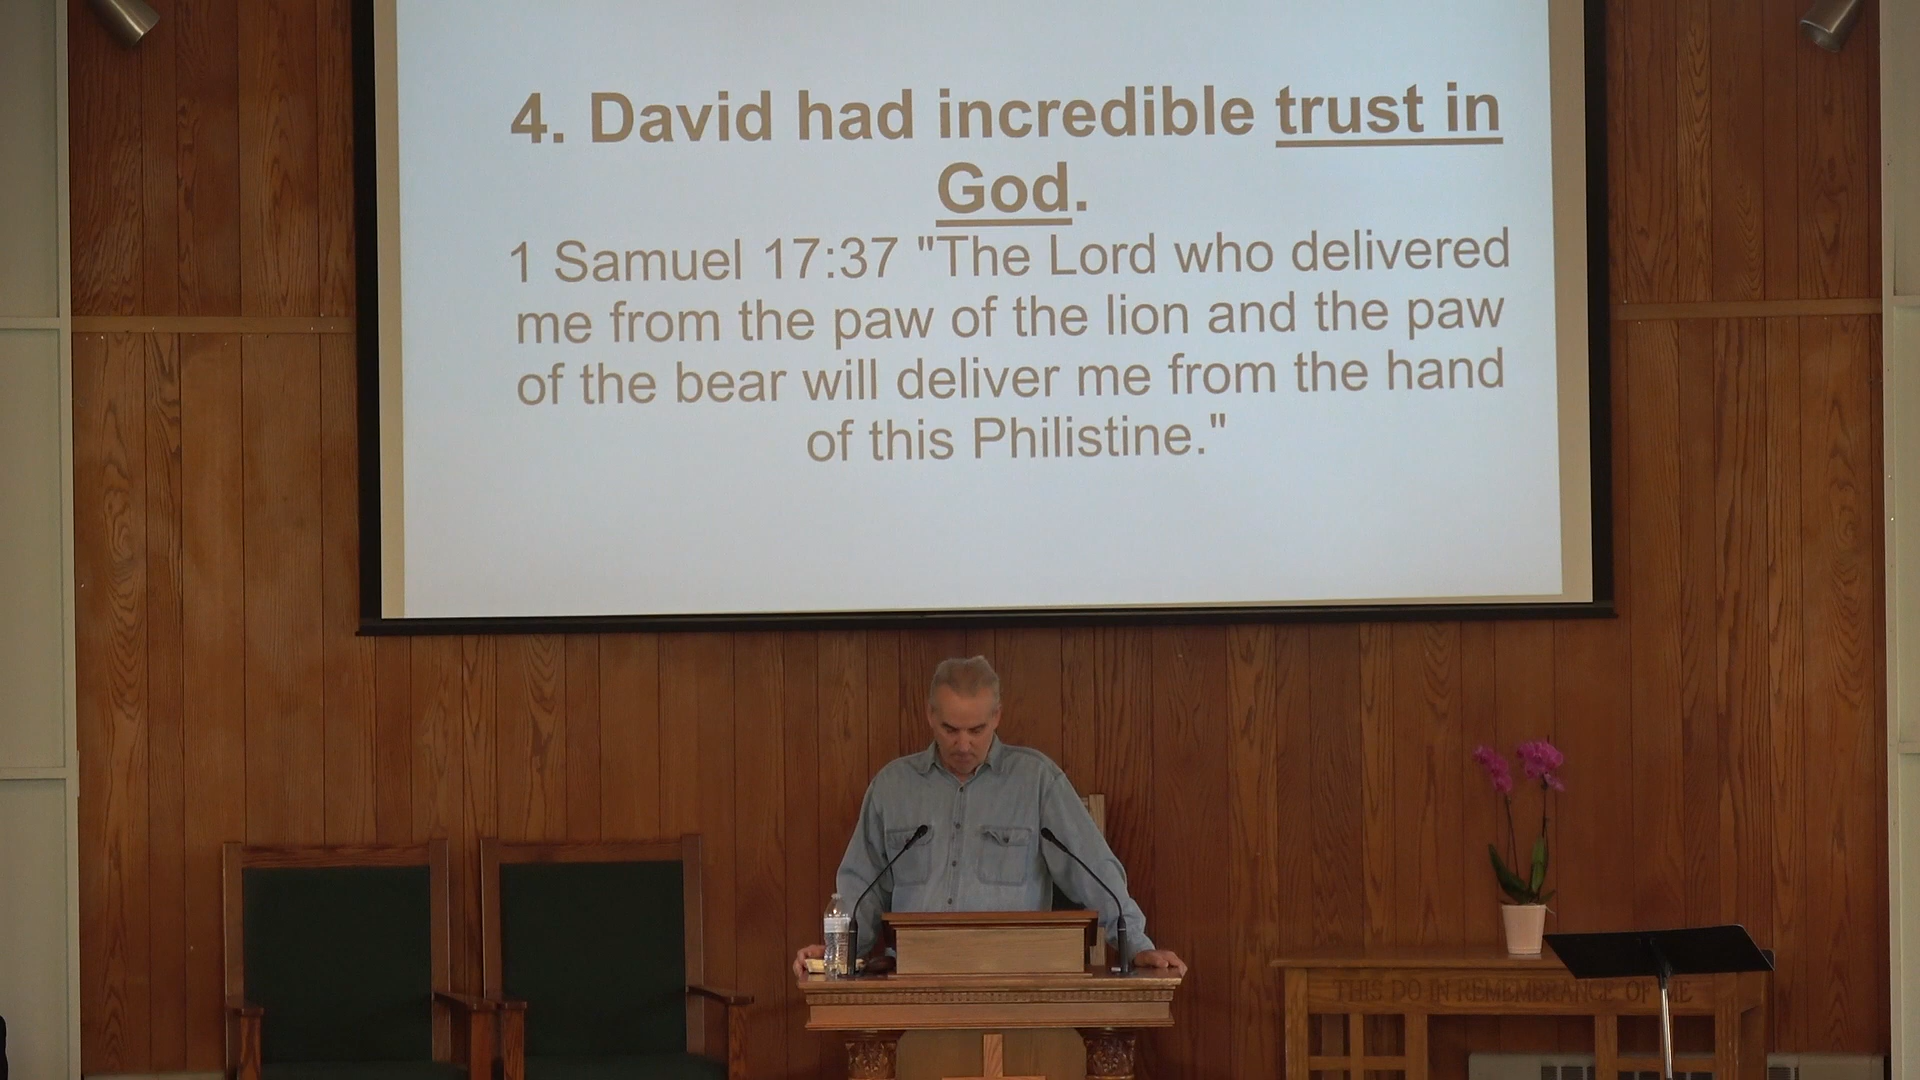 4. David had incredible trust in
God.
1 Samuel 17:37 "The Lord who delivered
me from the paw of the lion and the paw
of the bear will deliver me from the hand
of this Philistine."
THIS DO IN REMEMBRANCE OF ME